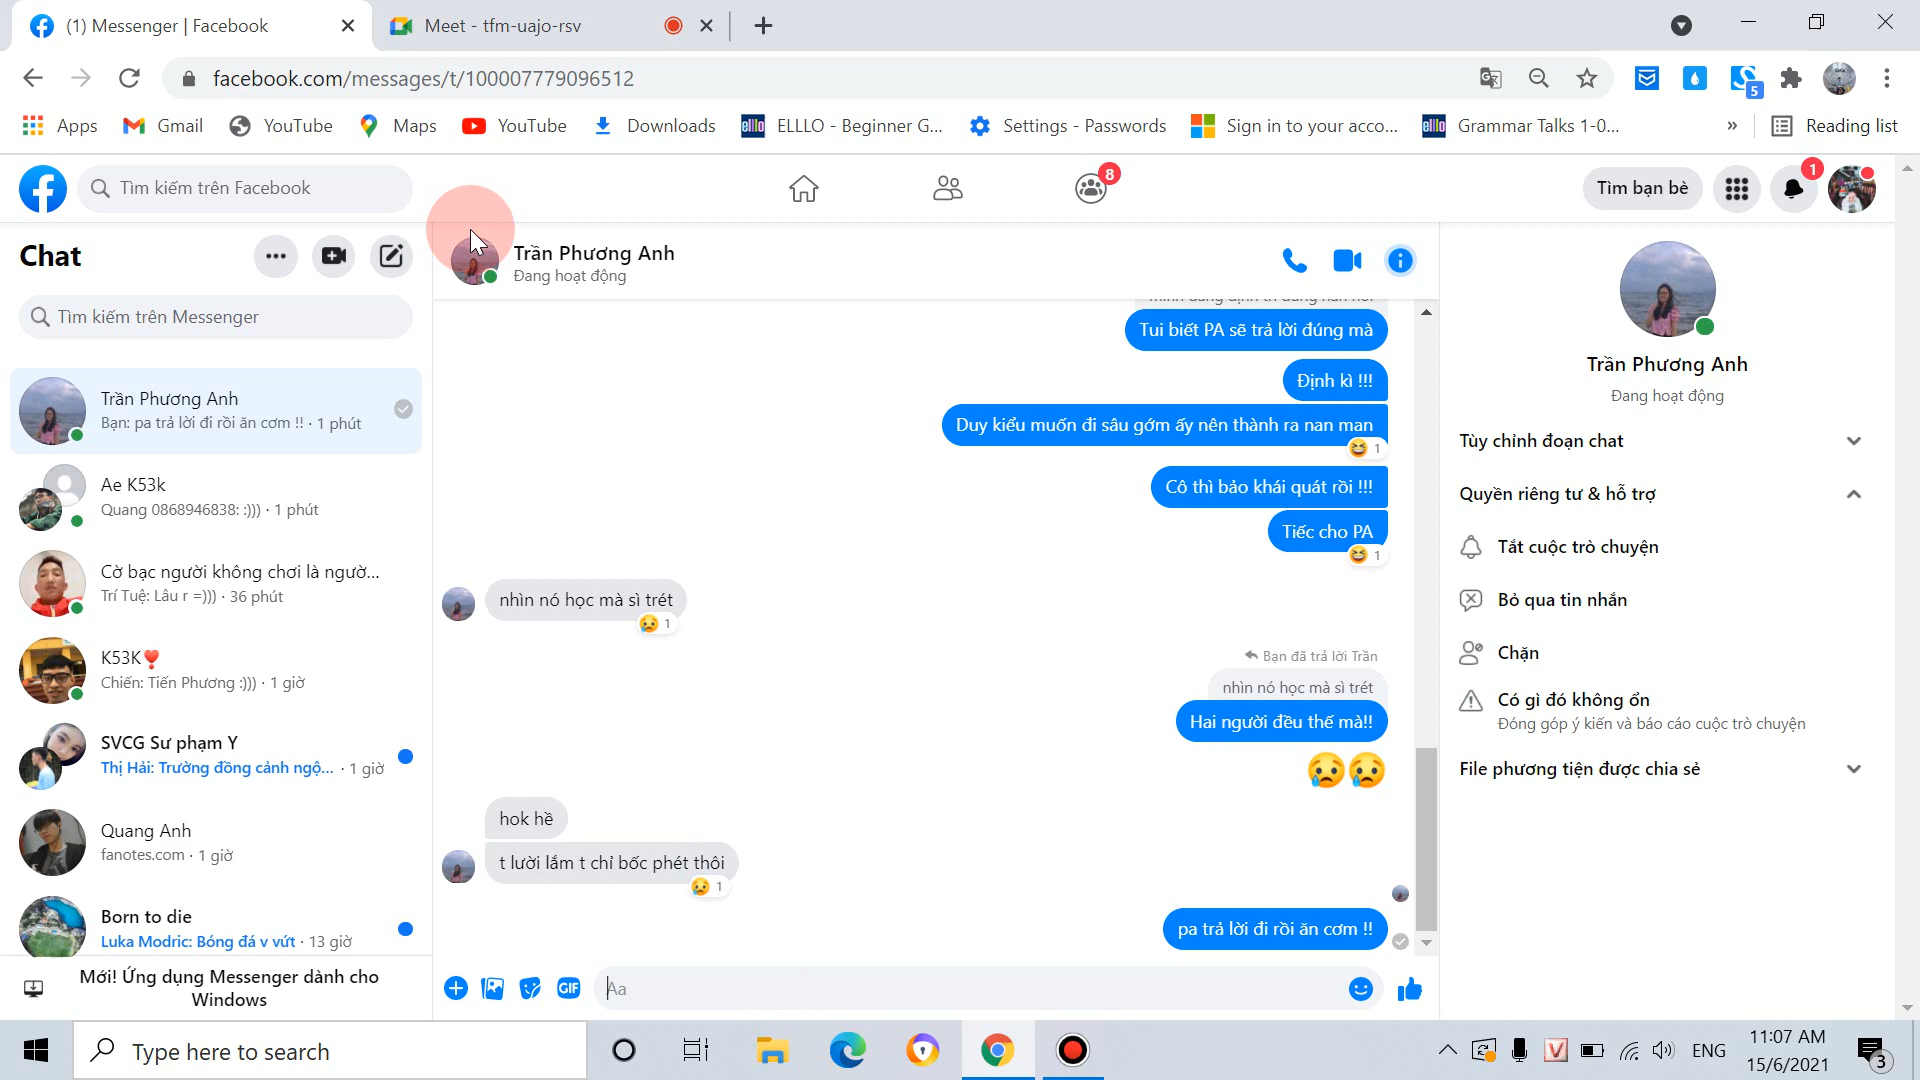 (1) Messenger | Facebook
Meet - tfm-uajo-rsv
facebook.com/messages/t/100007779096512
5
Apps
Gmail
YouTube
Maps
YouTube
Downloads
elllo
ELLLO - Beginner G...
Settings - Passwords
Sign in to your acco...
elllo
Grammar Talks 1-0...
»
Reading list
Tìm kiếm trên Facebook
8
Tìm bạn bè
1
Chat
Tìm kiếm trên Messenger
Trần Phương Anh
Bạn: pa trả lời đi rồi ăn cơm !! · 1 phút
Ae K53k
Quang 0868946838: :))) · 1 phút
Cờ bạc người không chơi là ngườ...
Trí Tuệ: Lâu r =))) · 36 phút
K53K❣️
Chiến: Tiến Phương :))) · 1 giờ
SVCG Sư phạm Y
Thị Hải: Trường đồng cảnh ngộ... · 1 giờ
Quang Anh
fanotes.com · 1 giờ
Born to die
Luka Modric: Bóng đá v vứt · 13 giờ
Mới! Ứng dụng Messenger dành cho
Windows
Trần Phương Anh
Đang hoạt động
Tui biết PA sẽ trả lời đúng mà
Định kì !!!
Duy kiểu muốn đi sâu gớm ấy nên thành ra nan man
😆 1
Cô thì bảo khái quát rồi !!!
Tiếc cho PA
😆 1
nhìn nó học mà sì trét
😢 1
Bạn đã trả lời Trần
nhìn nó học mà sì trét
Hai người đều thế mà!!
😢😢
hok hề
t lười lắm t chỉ bốc phét thôi
😢 1
pa trả lời đi rồi ăn cơm !!
GIF
Aa
Trần Phương Anh
Đang hoạt động
Tùy chỉnh đoạn chat
Quyền riêng tư & hỗ trợ
Tắt cuộc trò chuyện
Bỏ qua tin nhắn
Chặn
Có gì đó không ổn
Đóng góp ý kiến và báo cáo cuộc trò chuyện
File phương tiện được chia sẻ
Type here to search
V
ENG
11:07 AM
15/6/2021
3